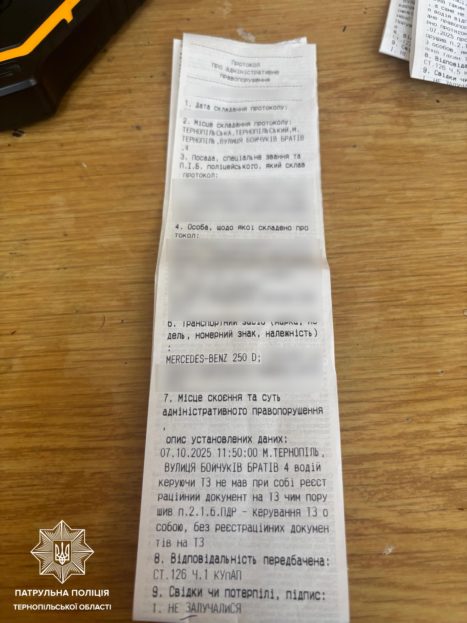 Протокол
про адміністративне
правопорушення
1. Дата складання протоколу:
2. Місце складання протоколу:
ТЕРНОПІЛЬСЬКА,ТЕРНОПІЛЬСЬКИЙ,М.
ТЕРНОПІЛЬ,ВУЛИЦЯ БОЙЧУКІВ БРАТІВ
,4
3. Посада, спеціальне звання та
П.І.Б. поліцейського, який склав
протокол:
4. Особа, щодо якої складено про
токол:
6. Транспортний засіб (марка, мо
дель, номерний знак, належність)
:
MERCEDES-BENZ 250 D;
7. Місце скоєння та суть
адміністративного правопорушення
,
опис установлених даних:
07.10.2025 11:50:00 М.ТЕРНОПІЛЬ,
ВУЛИЦЯ БОЙЧУКІВ БРАТІВ 4 водій
керуючи ТЗ не мав при собі реєст
раційний документ на ТЗ чим пору
шив п.2.1.6.ПДР - керування ТЗ о
собою, без реєстраційних докумен
тів на ТЗ
8. Відповідальність передбачена:
СТ.126 Ч.1 КУпАП
9. Свідки чи потерпілі, підпис:
1. НЕ ЗАЛУЧАЛИСЯ
ПАТРУЛЬНА ПОЛІЦІЯ
ТЕРНОПІЛЬСЬКОЇ ОБЛАСТІ